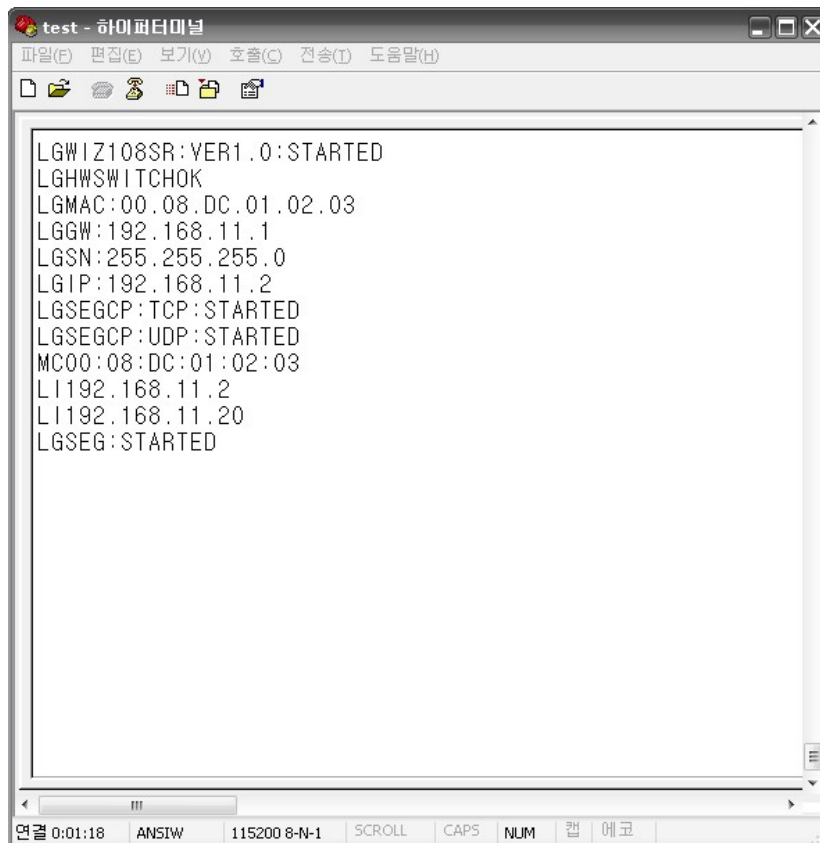 test - 하이퍼터미널
파일(F) 편집(E) 보기(V) 호출(C) 전송(T) 도움말(H)
LGWIZ108SR:VER1.0:STARTED
LGHWSWITCHOK
LGMAC:00.08.DC.01.02.03
LGGW:192.168.11.1
LGSN:255.255.255.0
LGIP:192.168.11.2
LGSEGCP:TCP:STARTED
LGSEGCP:UDP:STARTED
MC00:08:DC:01:02:03
LI192.168.11.2
LI192.168.11.20
LGSEG:STARTED
연결 0:01:18 ANSIW 115200 8-N-1 SCROLL CAPS NUM 캡 에코